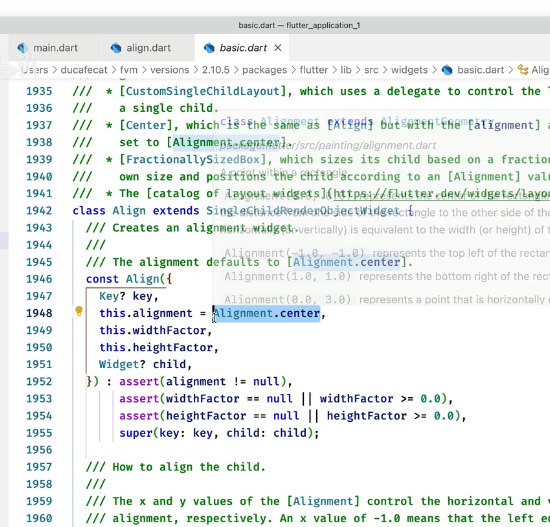 basic.dart — flutter_application_1
main.dart
align.dart
basic.dart ×
Users > ducafecat > fvm > versions > 2.10.5 > packages > flutter > lib > src > widgets > basic.dart > Alig
1935 /// * [CustomSingleChildLayout], which uses a delegate to control the l
1936 /// a single child.
1937 /// * [Center], which is the same as [Align] but with the [alignment] a
class Alignment extends AlignmentGeometry
1938 /// set to [Alignment.center].
package:flutter/src/painting/alignment.dart
1939 /// * [FractionallySizedBox], which sizes its child based on a fractio
1940 /// own size and positions the child according to an [Alignment] val
A point within a rectangle.
1941 /// * The [catalog of layout widgets](https://flutter.dev/widgets/layou
1942 class Align extends SingleChildRenderObjectWidget {
1943 /// Creates an alignment widget.
horizontally (or vertically) is equivalent to the width (or height) of
1944 ///
Alignment(-1.0, -1.0) represents the top left of the rectan
1945 /// The alignment defaults to [Alignment.center].
1946 const Align({
Alignment(1.0, 1.0) represents the bottom right of the rect
1947 Key? key,
Alignment(0.0, 3.0) represents a point that is horizontally
1948 this.alignment = Alignment.center,
1949 this.widthFactor,
1950 this.heightFactor,
1951 Widget? child,
1952 }) : assert(alignment != null),
1953 assert(widthFactor == null || widthFactor >= 0.0),
1954 assert(heightFactor == null || heightFactor >= 0.0),
1955 super(key: key, child: child);
1956
1957 /// How to align the child.
1958 ///
1959 /// The x and y values of the [Alignment] control the horizontal and v
1960 /// alignment, respectively. An x value of -1.0 means that the left ed